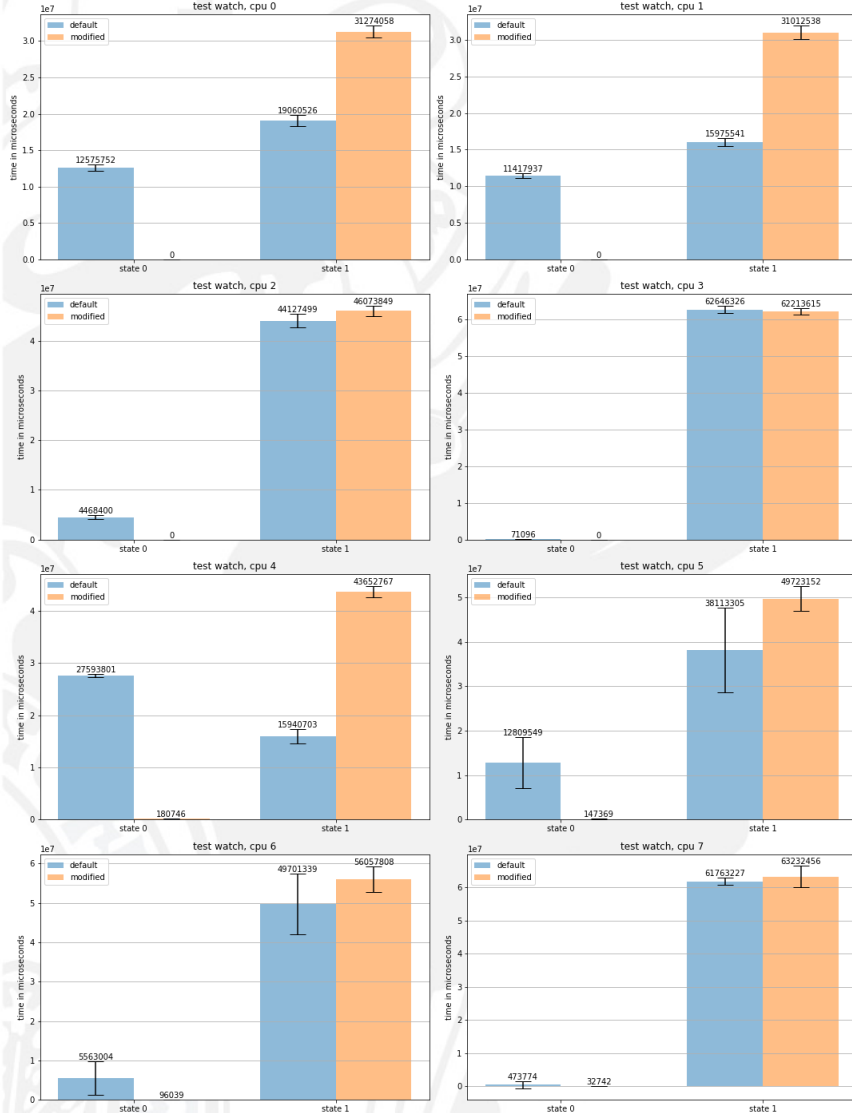 test watch, cpu 0
1e7
default
modified
time in microseconds
3.0
2.5
2.0
1.5
1.0
0.5
0.0
12575752
0
19060526
31274058
state 0
state 1
test watch, cpu 1
1e7
default
modified
time in microseconds
3.0
2.5
2.0
1.5
1.0
0.5
0.0
11417937
0
15975541
31012538
state 0
state 1
test watch, cpu 2
1e7
default
modified
time in microseconds
4
3
2
1
0
4468400
0
44127499
46073849
state 0
state 1
test watch, cpu 3
1e7
default
modified
time in microseconds
6
5
4
3
2
1
0
71096
0
62646326
62213615
state 0
state 1
test watch, cpu 4
1e7
default
modified
time in microseconds
4
3
2
1
0
27593801
180746
15940703
43652767
state 0
state 1
test watch, cpu 5
1e7
default
modified
time in microseconds
5
4
3
2
1
0
12809549
147369
38113305
49723152
state 0
state 1
test watch, cpu 6
1e7
default
modified
time in microseconds
6
5
4
3
2
1
0
5563004
96039
49701339
56057808
state 0
state 1
test watch, cpu 7
1e7
default
modified
time in microseconds
6
5
4
3
2
1
0
473774
32742
61763227
63232456
state 0
state 1